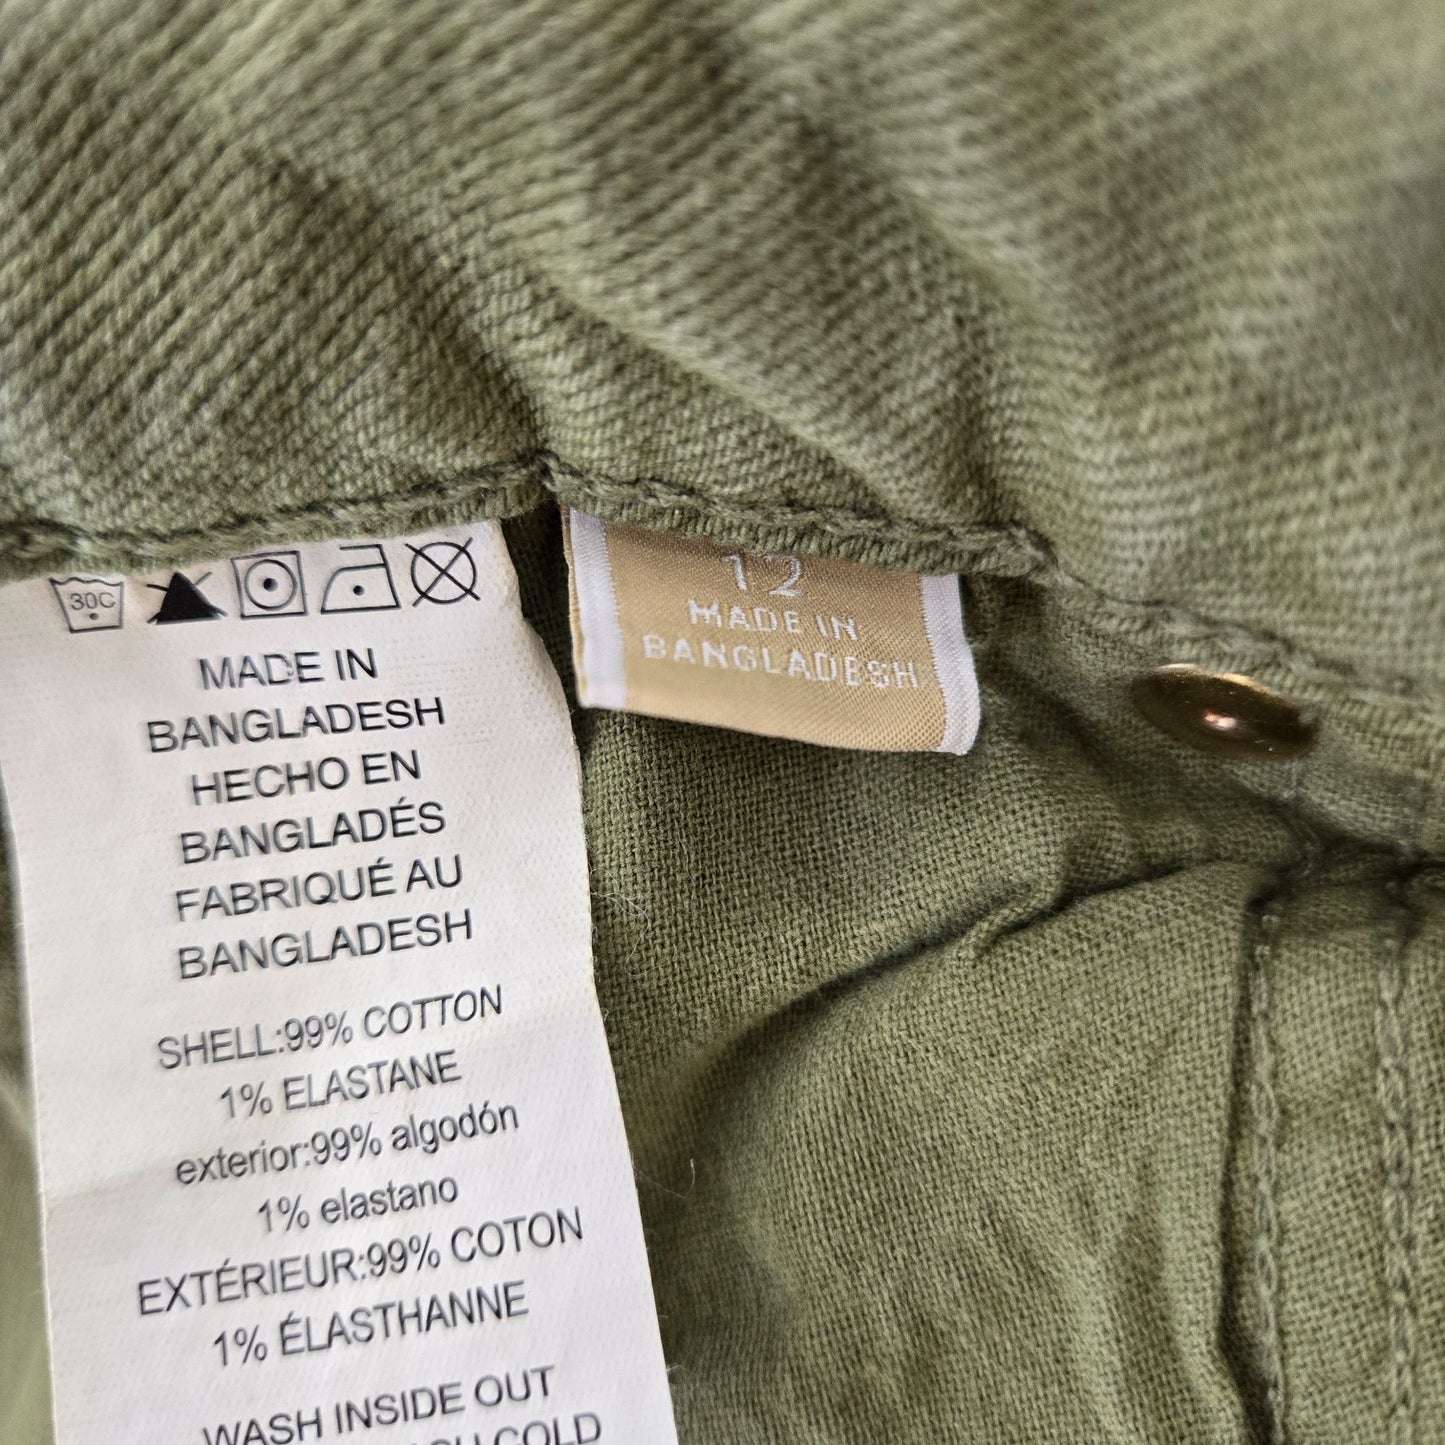 30C
MADE IN
BANGLADESH
HECHO EN
BANGLADÉS
FABRIQUÉ AU
BANGLADESH
SHELL:99% COTTON
1% ELASTANE
exterior:99% algodón
1% elastano
EXTÉRIEUR:99% COTON
1% ÉLASTHANNE
WASH INSIDE OUT
COLD
12
MADE IN
BANGLADESH